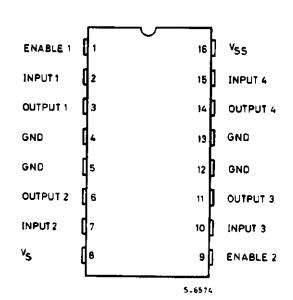 ENABLE 1 1 16 VSS
INPUT 1 2 15 INPUT 4
OUTPUT 1 3 14 OUTPUT 4
GND 4 13 GND
GND 5 12 GND
OUTPUT 2 6 11 OUTPUT 3
INPUT 2 7 10 INPUT 3
VS 8 9 ENABLE 2
S-6574